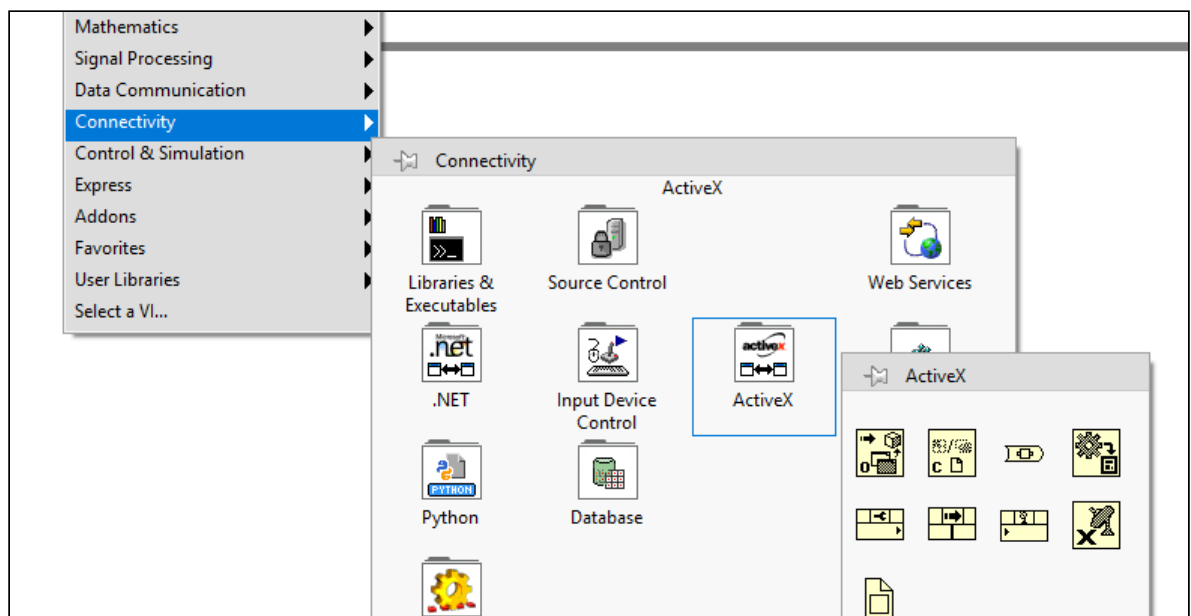 Mathematics
Signal Processing
Data Communication
Connectivity
Control & Simulation
Express
Addons
Favorites
User Libraries
Select a VI...
Connectivity
ActiveX
Libraries &
Executables
Source Control
Web Services
Microsoft
.net
.NET
Input Device
Control
activex
ActiveX
PYTHON
Python
Database
ActiveX